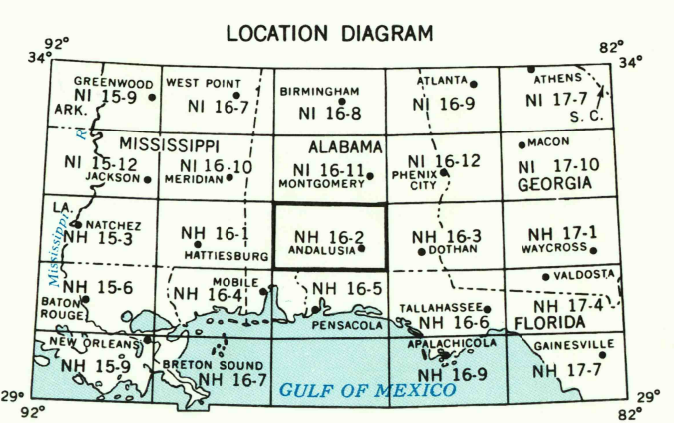 LOCATION DIAGRAM
92° 82°
34° 34°
GREENWOOD
NI 15-9
ARK.
WEST POINT
NI 16-7
BIRMINGHAM
NI 16-8
ATLANTA
NI 16-9
ATHENS
NI 17-7
S. C.
R
MISSISSIPPI
ALABAMA
NI 15-12
JACKSON
NI 16-10
MERIDIAN
NI 16-11
MONTGOMERY
NI 16-12
PHENIX
CITY
MACON
NI 17-10
GEORGIA
LA.
NATCHEZ
NH 15-3
Mississippi
NH 16-1
HATTIESBURG
NH 16-2
ANDALUSIA
NH 16-3
DOTHAN
NH 17-1
WAYCROSS
NH 15-6
BATON
ROUGE
MOBILE
NH 16-4
NH 16-5
PENSACOLA
TALLAHASSEE
NH 16-6
VALDOSTA
NH 17-4
FLORIDA
NEW ORLEANS
NH 15-9
BRETON SOUND
NH 16-7
GULF OF MEXICO
APALACHICOLA
NH 16-9
GAINESVILLE
NH 17-7
29° 29°
92° 82°